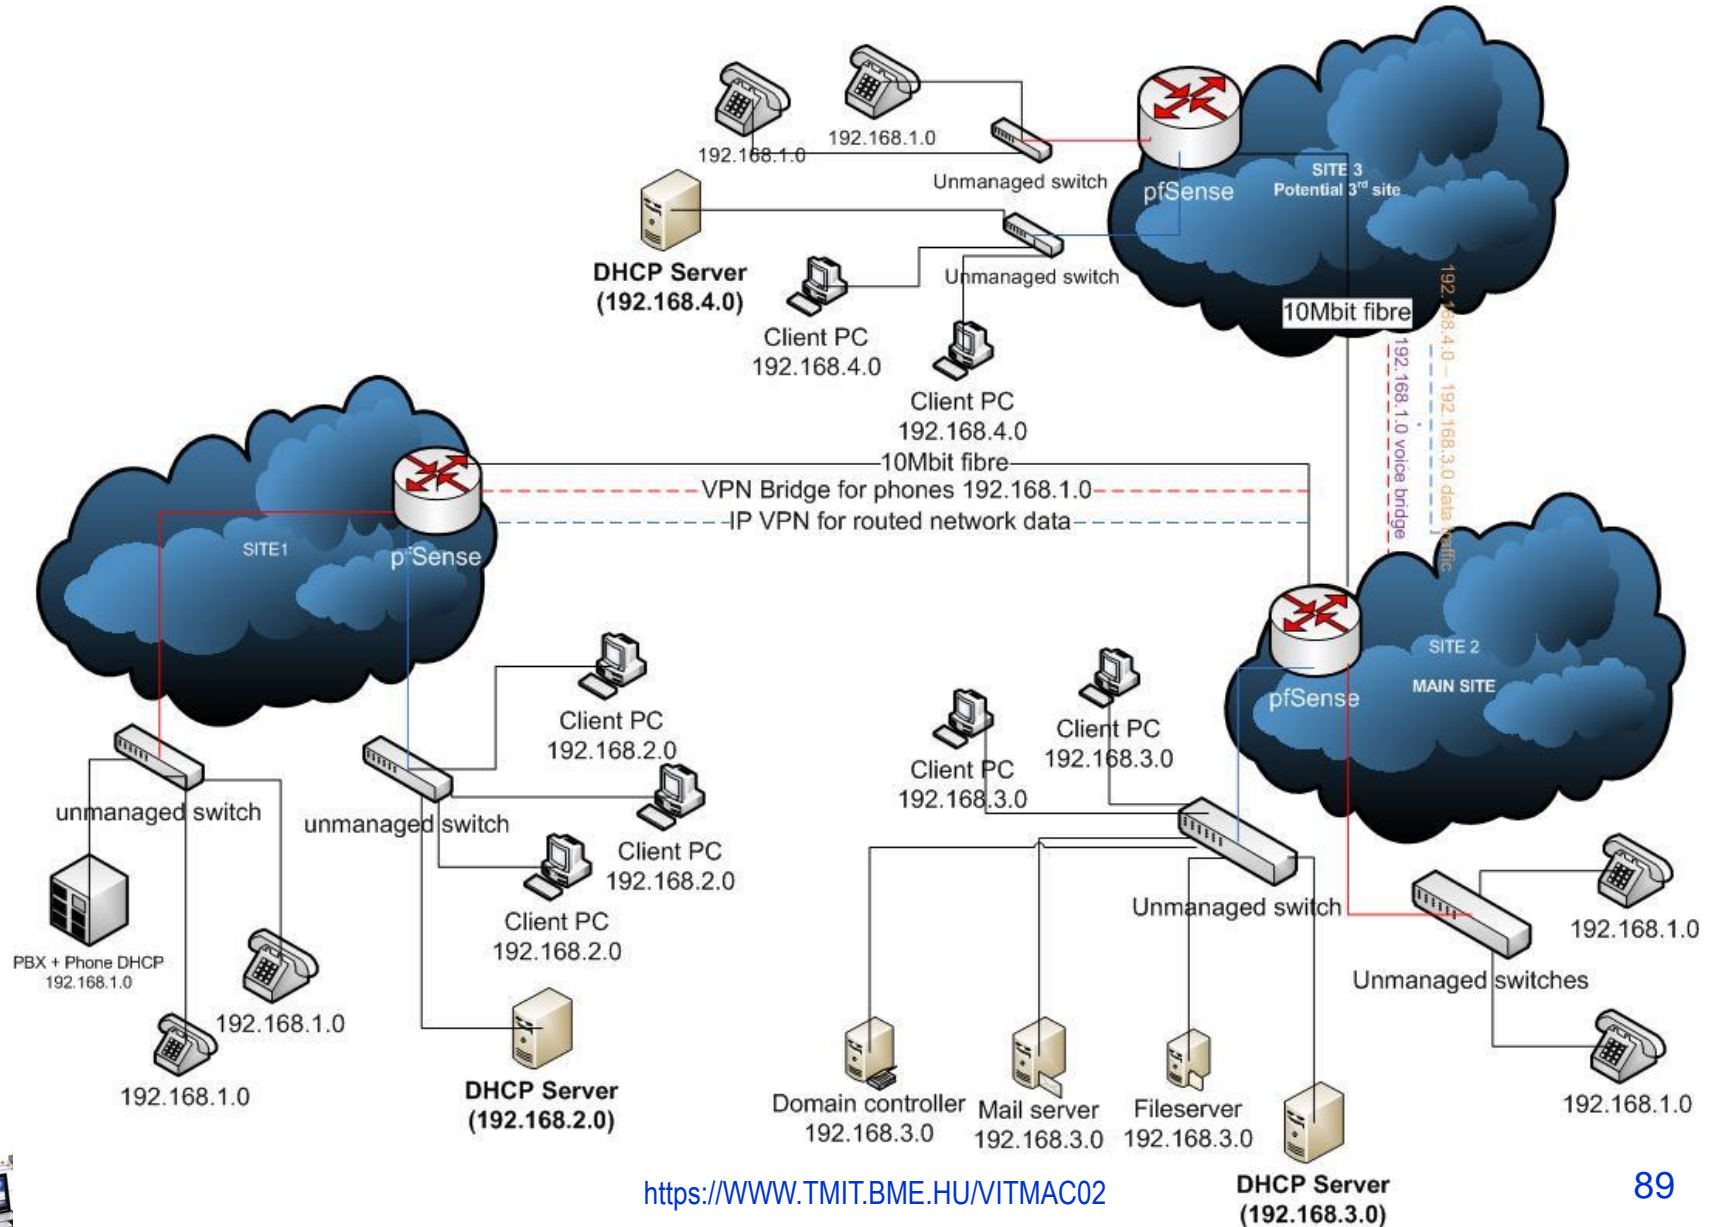 192.168.1.0
192.168.1.0
Unmanaged switch
pfSense
SITE 3
Potential 3rd site
DHCP Server
(192.168.4.0)
Unmanaged switch
Client PC
192.168.4.0
Client PC
192.168.4.0
10Mbit fibre
192.168.1.0 voice bridge
192.168.4.0 – 192.168.3.0 data traffic
10Mbit fibre
VPN Bridge for phones 192.168.1.0
IP VPN for routed network data
SITE1
pfSense
SITE 2
MAIN SITE
pfSense
unmanaged switch
unmanaged switch
Client PC
192.168.2.0
Client PC
192.168.2.0
Client PC
192.168.2.0
PBX + Phone DHCP
192.168.1.0
192.168.1.0
192.168.1.0
DHCP Server
(192.168.2.0)
Client PC
192.168.3.0
Client PC
192.168.3.0
Unmanaged switch
Unmanaged switches
192.168.1.0
192.168.1.0
Domain controller
192.168.3.0
Mail server
192.168.3.0
Fileserver
192.168.3.0
DHCP Server
(192.168.3.0)
https://WWW.TMIT.BME.HU/VITMAC02
89